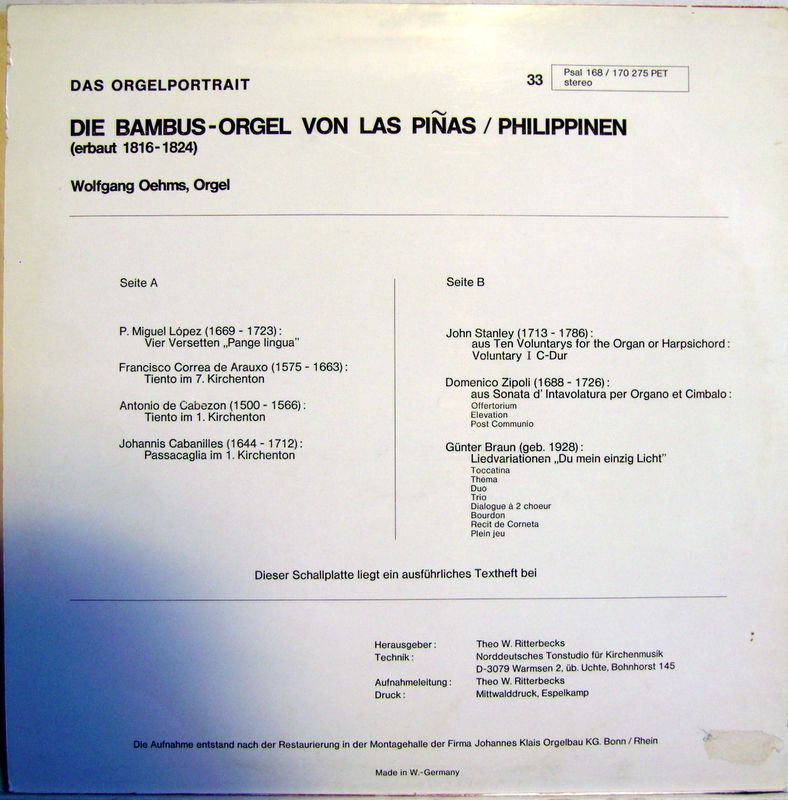 DAS ORGELPORTRAIT
33
Psal 168 / 170 275 PET
stereo
DIE BAMBUS-ORGEL VON LAS PIÑAS / PHILIPPINEN
(erbaut 1816-1824)
Wolfgang Oehms, Orgel
Seite A
P. Miguel López (1669 - 1723):
Vier Versetten „Pange lingua"
Francisco Correa de Arauxo (1575 - 1663):
Tiento im 7. Kirchenton
Antonio de Cabezon (1500 - 1566):
Tiento im 1. Kirchenton
Johannis Cabanilles (1644 - 1712):
Passacaglia im 1. Kirchenton
Seite B
John Stanley (1713 - 1786):
aus Ten Voluntarys for the Organ or Harpsichord:
Voluntary I C-Dur
Domenico Zipoli (1688 - 1726):
aus Sonata d' Intavolatura per Organo et Cimbalo:
Offertorium
Elevation
Post Communio
Günter Braun (geb. 1928):
Liedvariationen „Du mein einzig Licht"
Toccatina
Thema
Duo
Trio
Dialogue à 2 choeur
Bourdon
Recit de Corneta
Plein jeu
Dieser Schallplatte liegt ein ausführliches Textheft bei
Herausgeber: Theo W. Ritterbecks
Technik: Norddeutsches Tonstudio für Kirchenmusik
D-3079 Warmsen 2, üb. Uchte, Bohnhorst 145
Aufnahmeleitung: Theo W. Ritterbecks
Druck: Mittwalddruck, Espelkamp
Die Aufnahme entstand nach der Restaurierung in der Montagehalle der Firma Johannes Klais Orgelbau KG. Bonn / Rhein
Made in W.-Germany